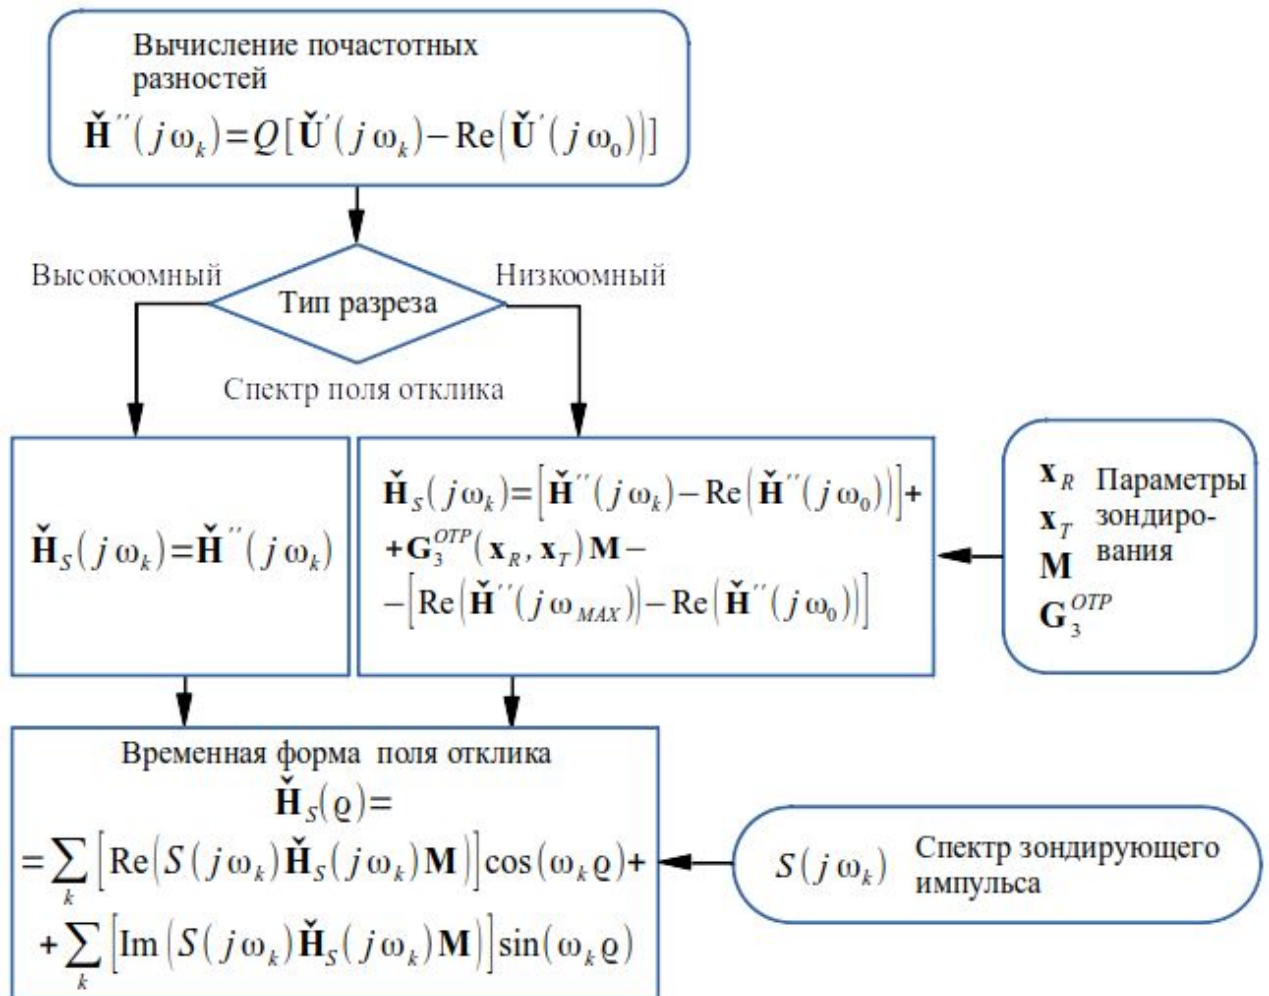 Вычисление почастотных
разностей
Ȟ′′(jω_k)=Q[Ǔ′(jω_k)−Re(Ǔ′(jω_0))]
Высокоомный
Низкоомный
Тип разреза
Спектр поля отклика
Ȟ_S(jω_k)=Ȟ′′(jω_k)
Ȟ_S(jω_k)=[Ȟ′′(jω_k)−Re(Ȟ′′(jω_0))]+
+G_3^{OTP}(x_R,x_T)M−
−[Re(Ȟ′′(jω_{MAX}))−Re(Ȟ′′(jω_0))]
x_R Параметры
x_T зондиро-
вания
M
G_3^{OTP}
Временная форма поля отклика
Ȟ_S(ϱ)=
=∑_k[Re(S(jω_k)Ȟ_S(jω_k)M)]cos(ω_kϱ)+
+∑_k[Im(S(jω_k)Ȟ_S(jω_k)M)]sin(ω_kϱ)
S(jω_k) Спектр зондирующего
импульса